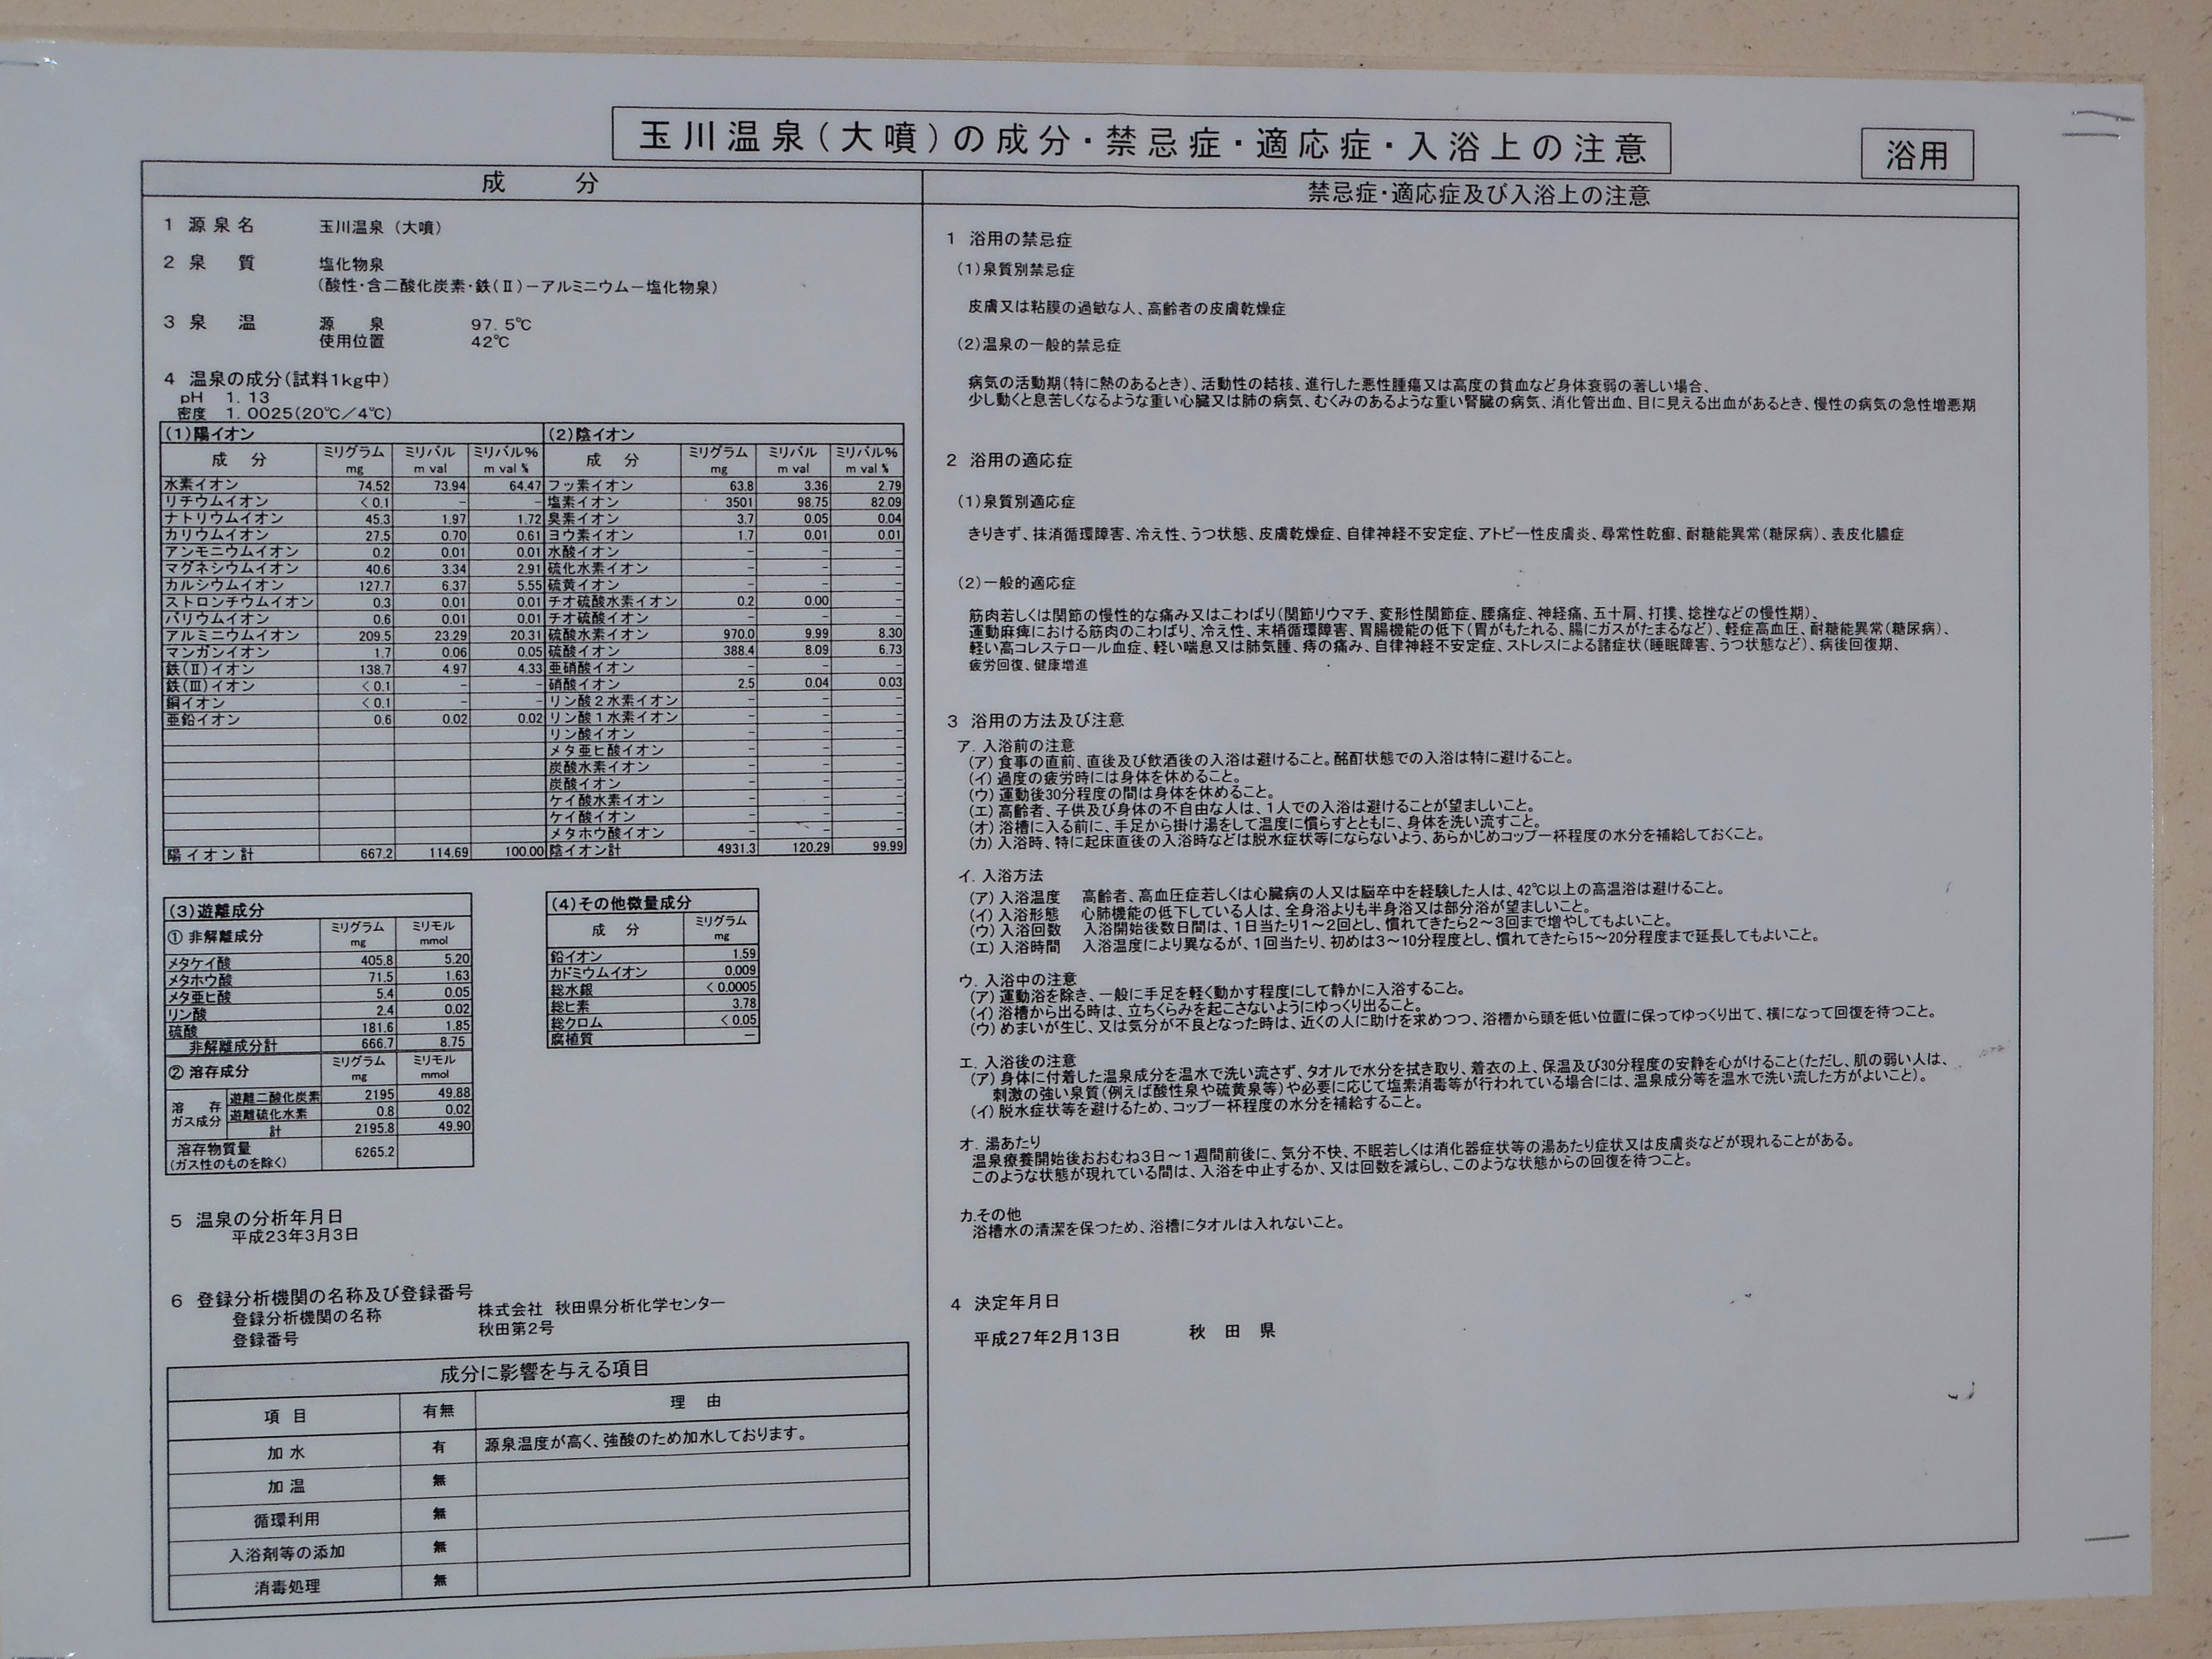 玉川温泉(大噴)の成分・禁忌症・適応症・入浴上の注意
浴用
成 分
1 源泉名 玉川温泉(大噴)
2 泉 質 塩化物泉
(酸性・含二酸化炭素・鉄(Ⅱ)-アルミニウム-塩化物泉)
3 泉 温 源 泉 97.5℃
使用位置 42℃
4 温泉の成分(試料1kg中)
pH 1.13
密度 1.0025(20℃/4℃)
(1)陽イオン (2)陰イオン
成 分 ミリグラム mg ミリバル m val ミリバル% m val % 成 分 ミリグラム mg ミリバル m val ミリバル% m val %
水素イオン 74.52 73.94 64.47 フッ素イオン 63.8 3.36 2.79
リチウムイオン <0.1 - - 塩素イオン 3501 98.75 82.09
ナトリウムイオン 45.3 1.97 1.72 臭素イオン 3.7 0.05 0.04
カリウムイオン 27.5 0.70 0.61 ヨウ素イオン 1.7 0.01 0.01
アンモニウムイオン 0.2 0.01 0.01 水酸イオン - - -
マグネシウムイオン 40.6 3.34 2.91 硫化水素イオン - - -
カルシウムイオン 127.7 6.37 5.55 硫黄イオン - - -
ストロンチウムイオン 0.3 0.01 0.01 チオ硫酸水素イオン 0.2 0.00 -
バリウムイオン 0.6 0.01 0.01 チオ硫酸イオン - - -
アルミニウムイオン 209.5 23.29 20.31 硫酸水素イオン 970.0 9.99 8.30
マンガンイオン 1.7 0.06 0.05 硫酸イオン 388.4 8.09 6.73
鉄(Ⅱ)イオン 138.7 4.97 4.33 亜硝酸イオン - - -
鉄(Ⅲ)イオン <0.1 - - 硝酸イオン 2.5 0.04 0.03
銅イオン <0.1 - - リン酸2水素イオン - - -
亜鉛イオン 0.6 0.02 0.02 リン酸1水素イオン - - -
リン酸イオン - - -
メタ亜ヒ酸イオン - - -
炭酸水素イオン - - -
炭酸イオン - - -
ケイ酸水素イオン - - -
ケイ酸イオン - - -
メタホウ酸イオン - - -
陽イオン計 667.2 114.69 100.00 陰イオン計 4931.3 120.29 99.99
(3)遊離成分
① 非解離成分 ミリグラム mg ミリモル mmol
メタケイ酸 405.8 5.20
メタホウ酸 71.5 1.63
メタ亜ヒ酸 5.4 0.05
リン酸 2.4 0.02
硫酸 181.6 1.85
非解離成分計 666.7 8.75
② 溶存成分 ミリグラム mg ミリモル mmol
溶 存 ガス成分 遊離二酸化炭素 2195 49.88
遊離硫化水素 0.8 0.02
計 2195.8 49.90
溶存物質量 (ガス性のものを除く) 6265.2
(4)その他微量成分
成 分 ミリグラム mg
鉛イオン 1.59
カドミウムイオン 0.009
総水銀 <0.0005
総ヒ素 3.78
総クロム <0.05
腐植質 -
5 温泉の分析年月日
平成23年3月3日
6 登録分析機関の名称及び登録番号
登録分析機関の名称 株式会社 秋田県分析化学センター
登録番号 秋田第2号
成分に影響を与える項目
項 目 有無 理 由
加 水 有 源泉温度が高く、強酸のため加水しております。
加 温 無
循環利用 無
入浴剤等の添加 無
消毒処理 無
禁忌症・適応症及び入浴上の注意
1 浴用の禁忌症
(1)泉質別禁忌症
皮膚又は粘膜の過敏な人、高齢者の皮膚乾燥症
(2)温泉の一般的禁忌症
病気の活動期(特に熱のあるとき)、活動性の結核、進行した悪性腫瘍又は高度の貧血など身体衰弱の著しい場合、
少し動くと息苦しくなるような重い心臓又は肺の病気、むくみのあるような重い腎臓の病気、消化管出血、目に見える出血があるとき、慢性の病気の急性増悪期
2 浴用の適応症
(1)泉質別適応症
きりきず、抹消循環障害、冷え性、うつ状態、皮膚乾燥症、自律神経不安定症、アトピー性皮膚炎、尋常性乾癬、耐糖能異常(糖尿病)、表皮化膿症
(2)一般的適応症
筋肉若しくは関節の慢性的な痛み又はこわばり(関節リウマチ、変形性関節症、腰痛症、神経痛、五十肩、打撲、捻挫などの慢性期)、
運動麻痺における筋肉のこわばり、冷え性、末梢循環障害、胃腸機能の低下(胃がもたれる、腸にガスがたまるなど)、軽症高血圧、耐糖能異常(糖尿病)、
軽い高コレステロール血症、軽い喘息又は肺気腫、痔の痛み、自律神経不安定症、ストレスによる諸症状(睡眠障害、うつ状態など)、病後回復期、
疲労回復、健康増進
3 浴用の方法及び注意
ア.入浴前の注意
(ア)食事の直前、直後及び飲酒後の入浴は避けること。酩酊状態での入浴は特に避けること。
(イ)過度の疲労時には身体を休めること。
(ウ)運動後30分程度の間は身体を休めること。
(エ)高齢者、子供及び身体の不自由な人は、1人での入浴は避けることが望ましいこと。
(オ)浴槽に入る前に、手足から掛け湯をして温度に慣らすとともに、身体を洗い流すこと。
(カ)入浴時、特に起床直後の入浴時などは脱水症状等にならないよう、あらかじめコップ一杯程度の水分を補給しておくこと。
イ.入浴方法
(ア)入浴温度 高齢者、高血圧症若しくは心臓病の人又は脳卒中を経験した人は、42℃以上の高温浴は避けること。
(イ)入浴形態 心肺機能の低下している人は、全身浴よりも半身浴又は部分浴が望ましいこと。
(ウ)入浴回数 入浴開始後数日間は、1日当たり1~2回とし、慣れてきたら2~3回まで増やしてもよいこと。
(エ)入浴時間 入浴温度により異なるが、1回当たり、初めは3~10分程度とし、慣れてきたら15~20分程度まで延長してもよいこと。
ウ.入浴中の注意
(ア)運動浴を除き、一般に手足を軽く動かす程度にして静かに入浴すること。
(イ)浴槽から出る時は、立ちくらみを起こさないようにゆっくり出ること。
(ウ)めまいが生じ、又は気分が不良となった時は、近くの人に助けを求めつつ、浴槽から頭を低い位置に保ってゆっくり出て、横になって回復を待つこと。
エ.入浴後の注意
(ア)身体に付着した温泉成分を温水で洗い流さず、タオルで水分を拭き取り、着衣の上、保温及び30分程度の安静を心がけること(ただし、肌の弱い人は、
刺激の強い泉質(例えば酸性泉や硫黄泉等)や必要に応じて塩素消毒等が行われている場合には、温泉成分等を温水で洗い流した方がよいこと)。
(イ)脱水症状等を避けるため、コップ一杯程度の水分を補給すること。
オ.湯あたり
温泉療養開始後おおむね3日~1週間前後に、気分不快、不眠若しくは消化器症状等の湯あたり症状又は皮膚炎などが現れることがある。
このような状態が現れている間は、入浴を中止するか、又は回数を減らし、このような状態からの回復を待つこと。
カ.その他
浴槽水の清潔を保つため、浴槽にタオルは入れないこと。
4 決定年月日
平成27年2月13日 秋 田 県